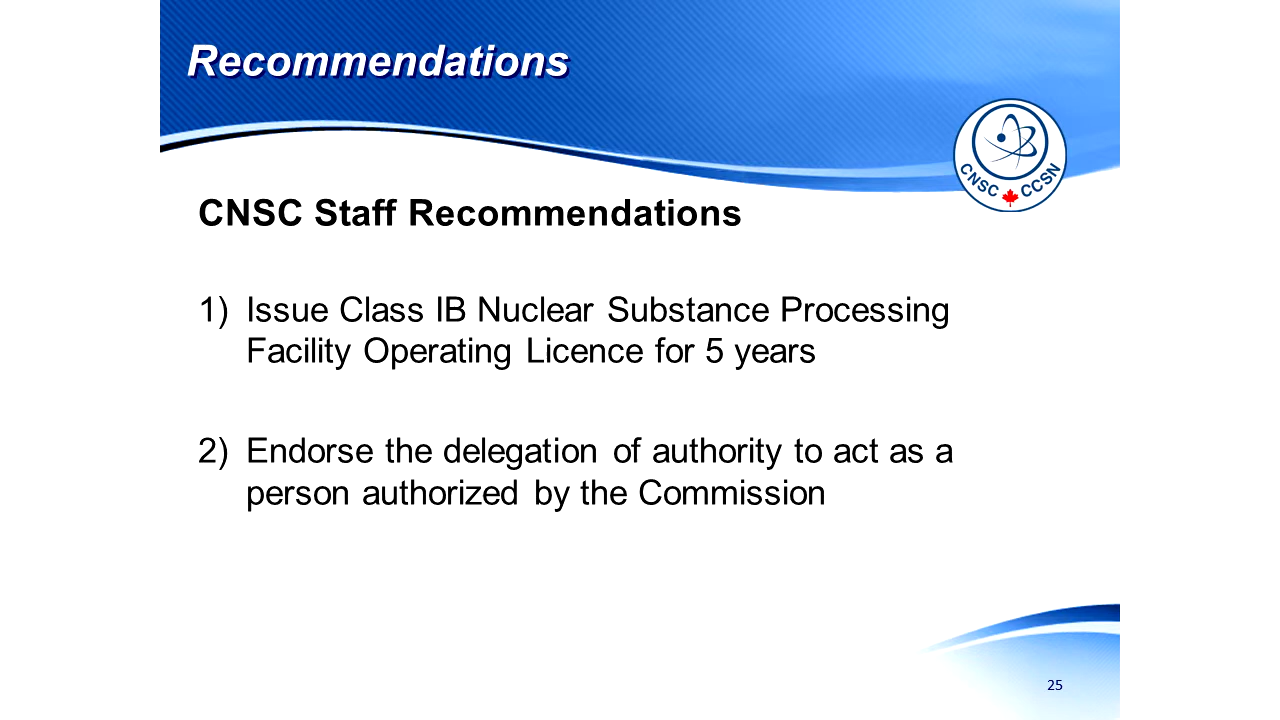 Recommendations
CNSC CCSN
CNSC Staff Recommendations
1) Issue Class IB Nuclear Substance Processing
Facility Operating Licence for 5 years
2) Endorse the delegation of authority to act as a
person authorized by the Commission
25